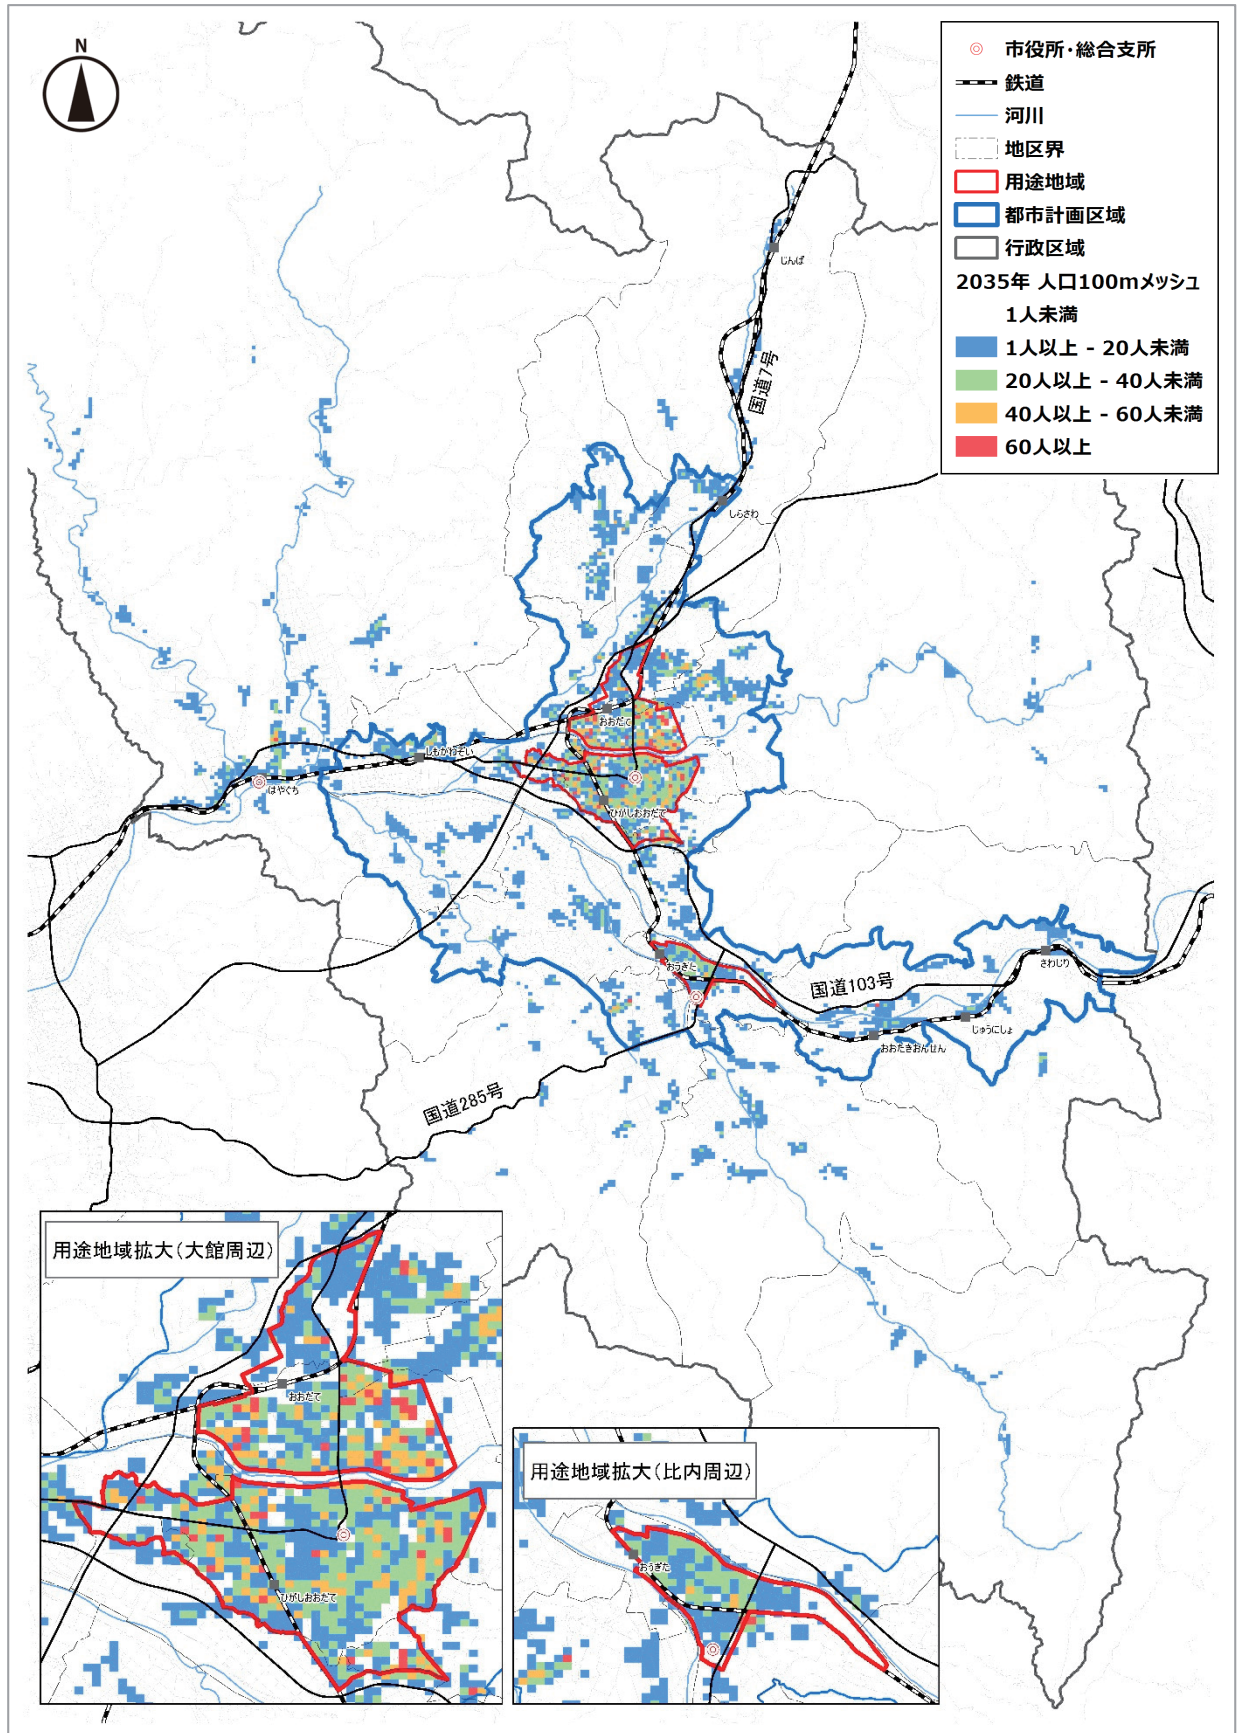 N
市役所・総合支所
鉄道
河川
地区界
用途地域
都市計画区域
行政区域
2035年 人口100mメッシュ
1人未満
1人以上 - 20人未満
20人以上 - 40人未満
40人以上 - 60人未満
60人以上
じんば
国道7号
しらさわ
おおだて
しもかわぞい
はやぐち
ひがしおおだて
おうぎた
国道103号
さわじり
じゅうにしょ
おおたきおんせん
国道285号
用途地域拡大(大館周辺)
おおだて
ひがしおおだて
用途地域拡大(比内周辺)
おうぎた